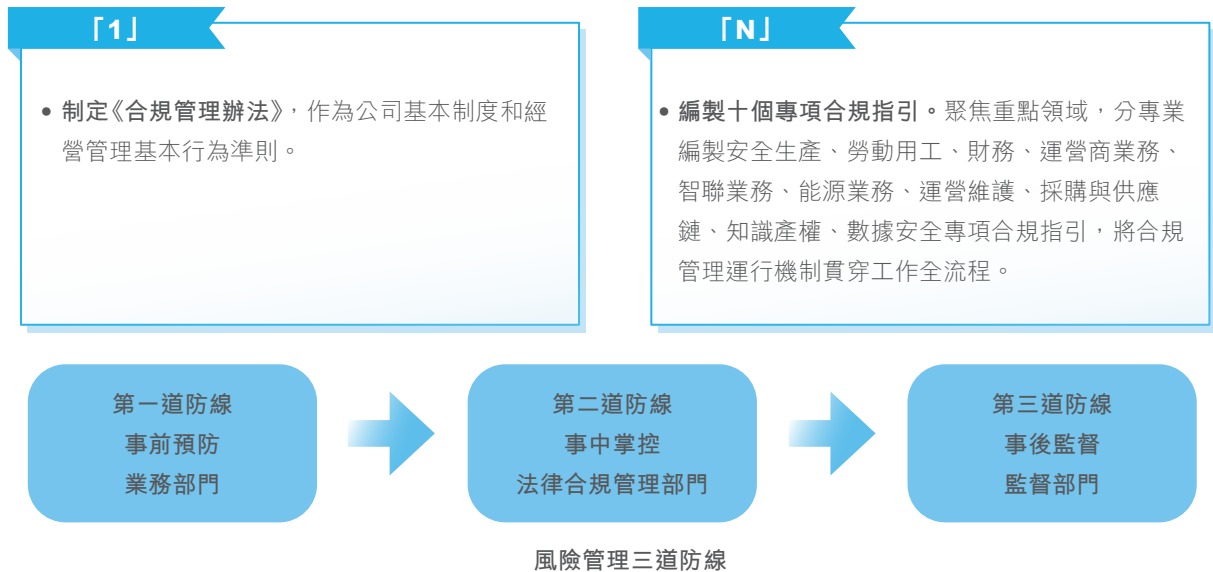 「1」
• 制定《合規管理辦法》，作為公司基本制度和經
營管理基本行為準則。
「N」
• 編製十個專項合規指引。聚焦重點領域，分專業
編製安全生產、勞動用工、財務、運營商業務、
智聯業務、能源業務、運營維護、採購與供應
鏈、知識產權、數據安全專項合規指引，將合規
管理運行機制貫穿工作全流程。
第一道防線
事前預防
業務部門
第二道防線
事中掌控
法律合規管理部門
第三道防線
事後監督
監督部門
風險管理三道防線